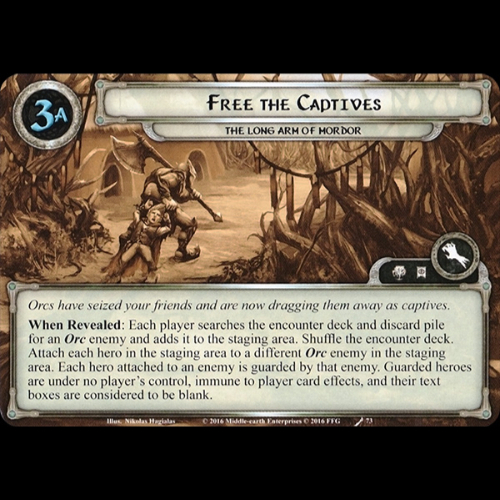 3A
FREE THE CAPTIVES
THE LONG ARM OF MORDOR
Orcs have seized your friends and are now dragging them away as captives.
When Revealed: Each player searches the encounter deck and discard pile
for an Orc enemy and adds it to the staging area. Shuffle the encounter deck.
Attach each hero in the staging area to a different Orc enemy in the staging
area. Each hero attached to an enemy is guarded by that enemy. Guarded heroes
are under no player's control, immune to player card effects, and their text
boxes are considered to be blank.
Illus. Nikolas Hagialas © 2016 Middle-earth Enterprises © 2016 FFG 73